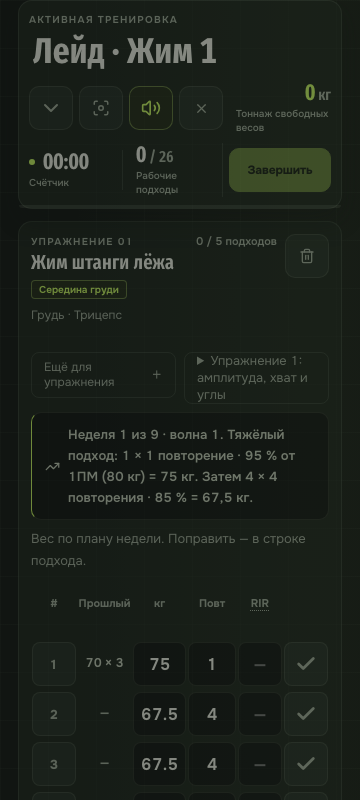 АКТИВНАЯ ТРЕНИРОВКА
Лейд · Жим 1
0 кг
Тоннаж свободных
весов
00:00
Счётчик
0 / 26
Рабочие
подходы
Завершить
УПРАЖНЕНИЕ 01
0 / 5 подходов
Жим штанги лёжа
Середина груди
Грудь · Трицепс
Ещё для
упражнения
+
▶ Упражнение 1:
амплитуда, хват и
углы
Неделя 1 из 9 · волна 1. Тяжёлый
подход: 1 × 1 повторение · 95 % от
1ПМ (80 кг) = 75 кг. Затем 4 × 4
повторения · 85 % = 67,5 кг.
Вес по плану недели. Поправить — в строке
подхода.
# Прошлый кг Повт RIR
1 70 × 3 75 1 —
2 – 67.5 4 —
3 – 67.5 4 —